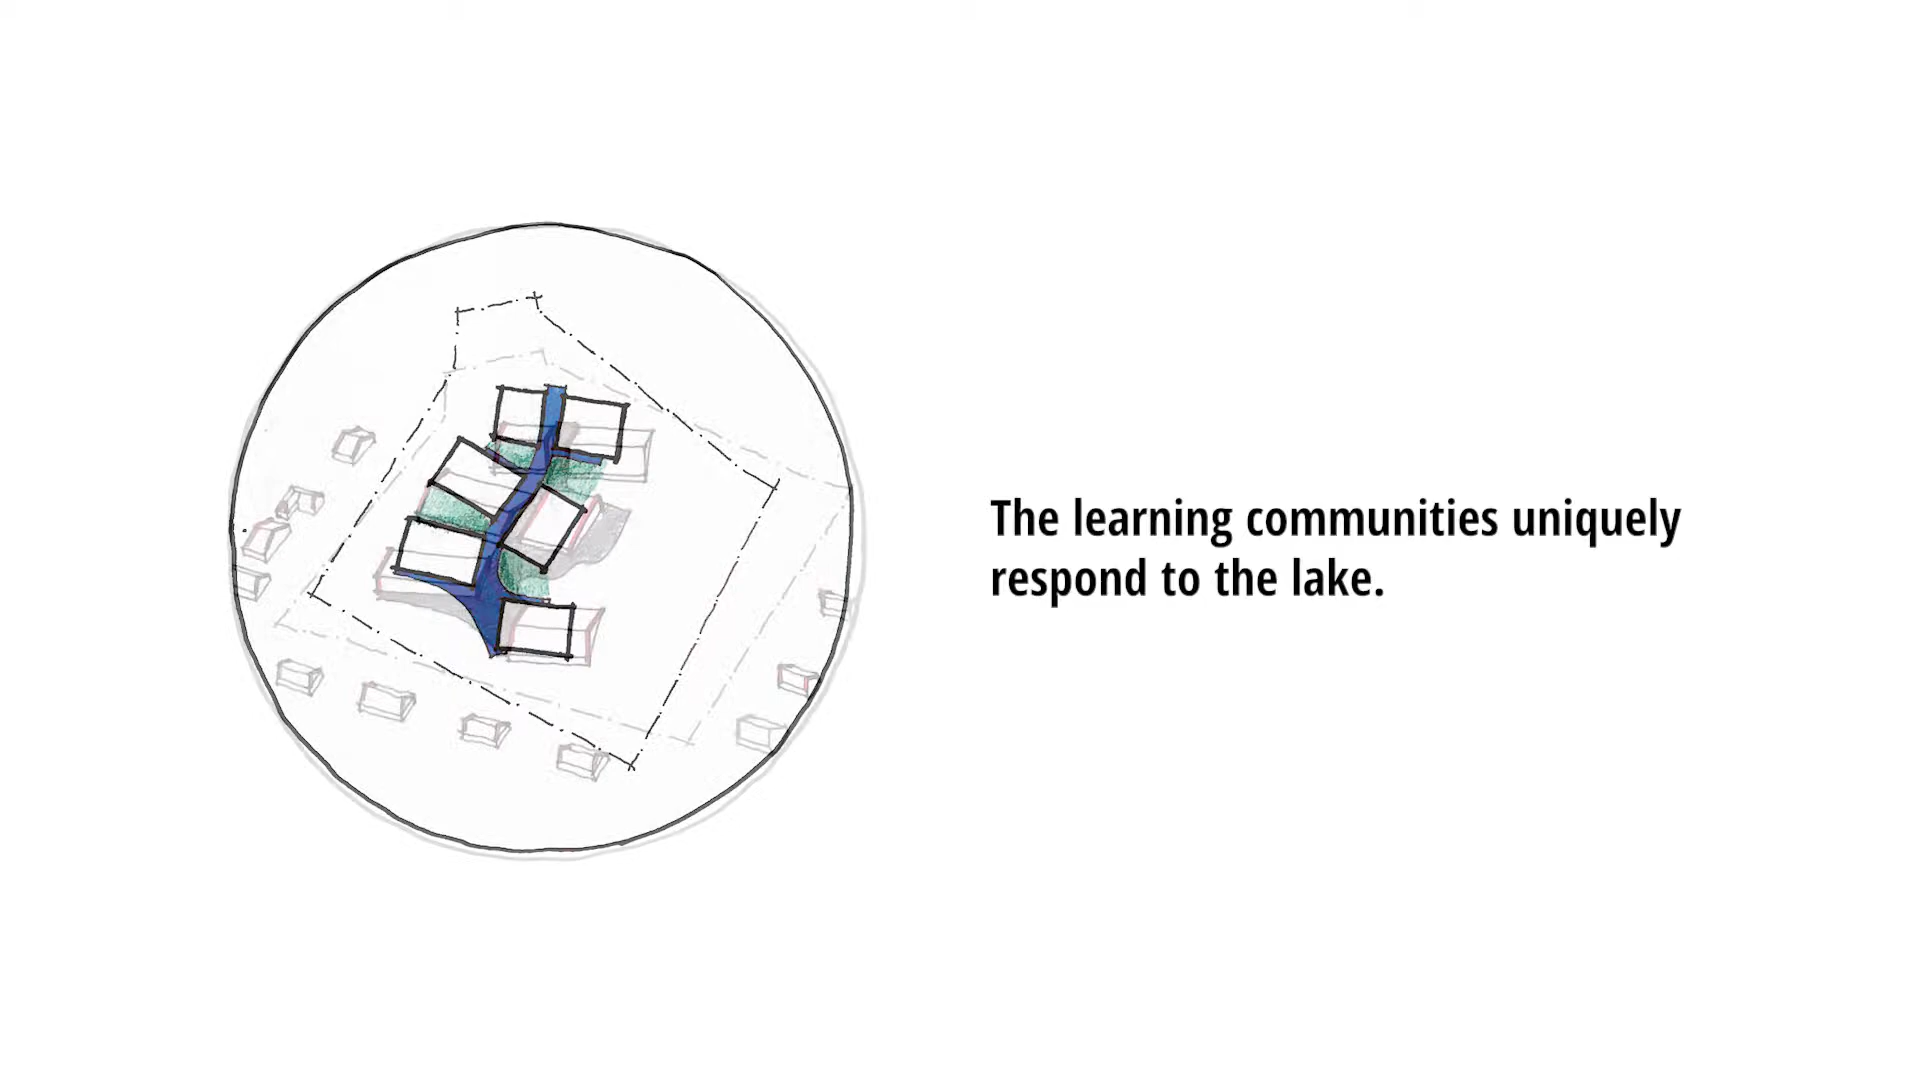 The learning communities uniquely
respond to the lake.